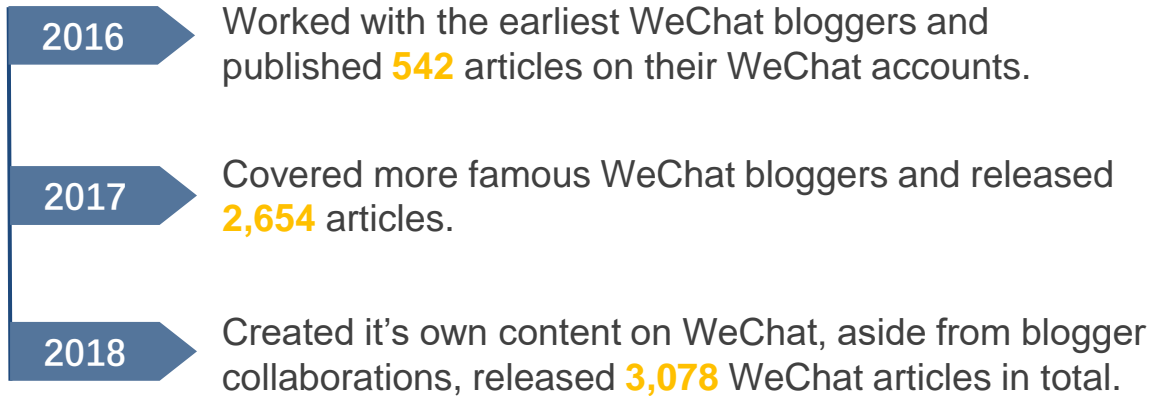 2016
Worked with the earliest WeChat bloggers and
published 542 articles on their WeChat accounts.
2017
Covered more famous WeChat bloggers and released
2,654 articles.
2018
Created it’s own content on WeChat, aside from blogger
collaborations, released 3,078 WeChat articles in total.